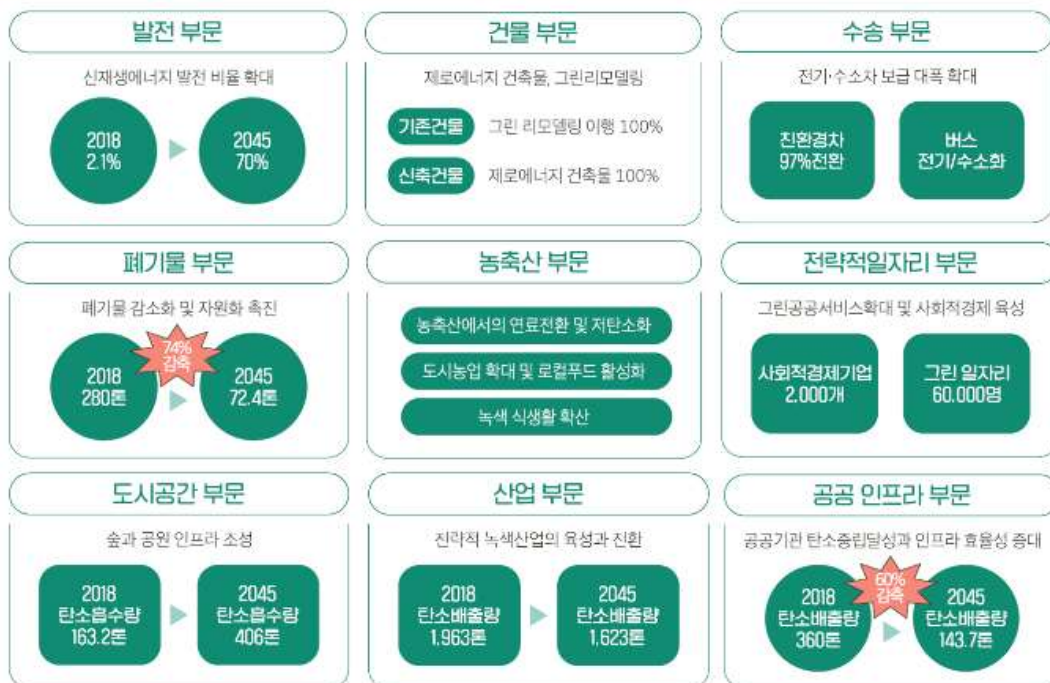 발전 부문
신재생에너지 발전 비율 확대
2018
2.1%
2045
70%
건물 부문
제로에너지 건축물, 그린리모델링
기존건물 그린 리모델링 이행 100%
신축건물 제로에너지 건축물 100%
수송 부문
전기·수소차 보급 대폭 확대
친환경차
97%전환
버스
전기/수소화
폐기물 부문
폐기물 감소화 및 자원화 촉진
2018
280톤
74%
감축
2045
72.4톤
농축산 부문
농축산에서의 연료전환 및 저탄소화
도시농업 확대 및 로컬푸드 활성화
녹색 식생활 확산
전략적일자리 부문
그린공공서비스확대 및 사회적경제 육성
사회적경제기업
2,000개
그린 일자리
60,000명
도시공간 부문
숲과 공원 인프라 조성
2018
탄소흡수량
163.2톤
2045
탄소흡수량
406톤
산업 부문
전략적 녹색산업의 육성과 전환
2018
탄소배출량
1,963톤
2045
탄소배출량
1,623톤
공공 인프라 부문
공공기관 탄소중립달성과 인프라 효율성 증대
2018
탄소배출량
360톤
60%
감축
2045
탄소배출량
143.7톤